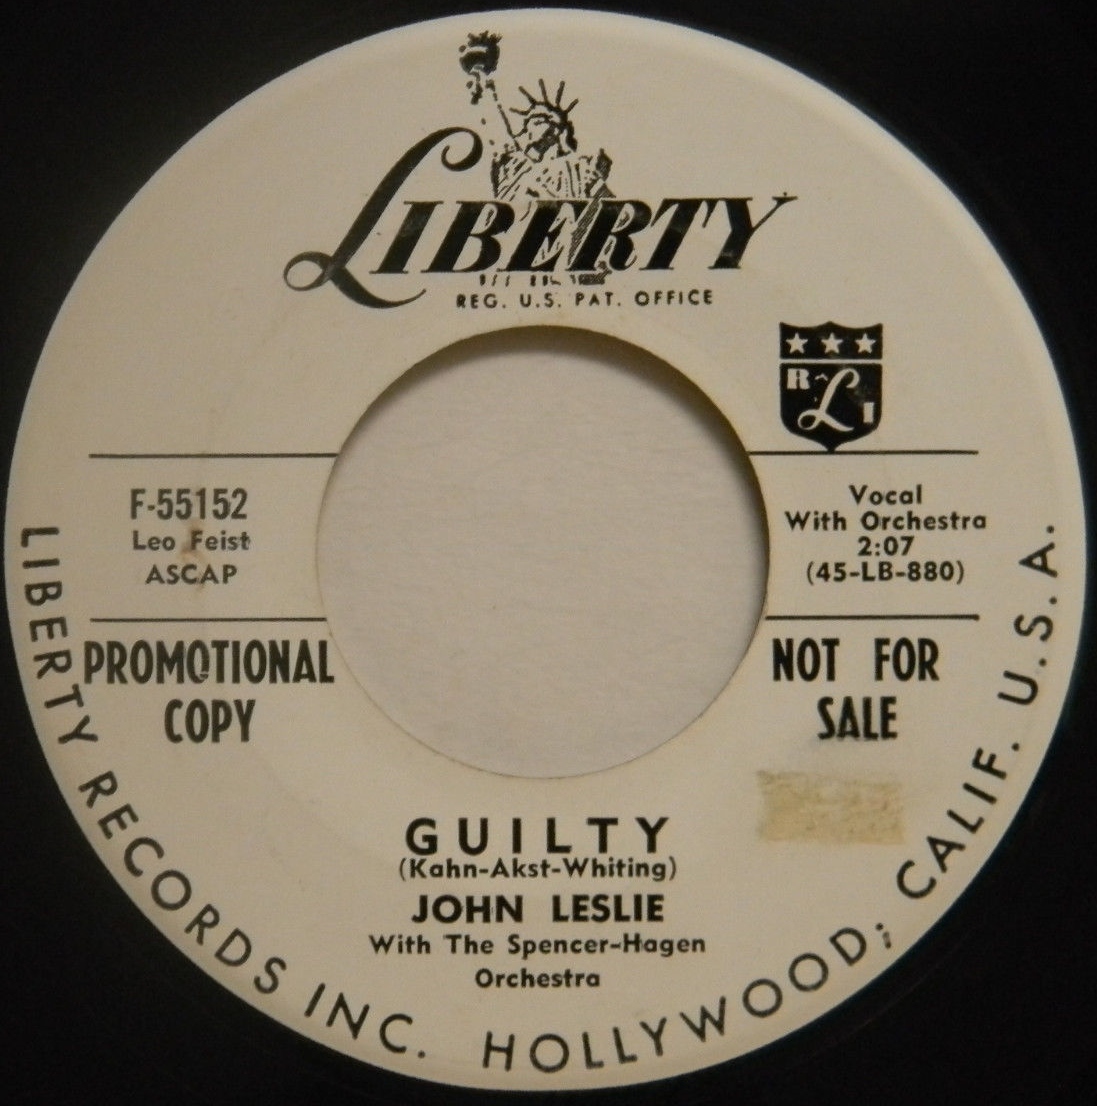 LIBERTY
REG. U.S. PAT. OFFICE
R L I
F-55152
Leo Feist
ASCAP
Vocal
With Orchestra
2:07
(45-LB-880)
PROMOTIONAL
COPY
NOT FOR
SALE
GUILTY
(Kahn-Akst-Whiting)
JOHN LESLIE
With The Spencer-Hagen
Orchestra
LIBERTY RECORDS INC. HOLLYWOOD; CALIF. U.S.A.